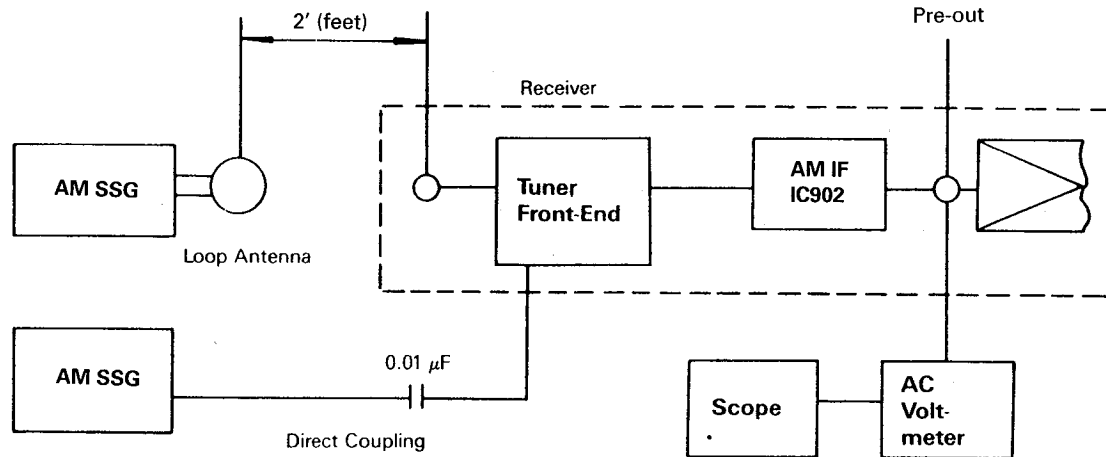 Pre-out
2' (feet)
Receiver
AM SSG
Loop Antenna
Tuner
Front-End
AM IF
IC902
AM SSG
0.01 μF
Direct Coupling
Scope
AC
Volt-
meter